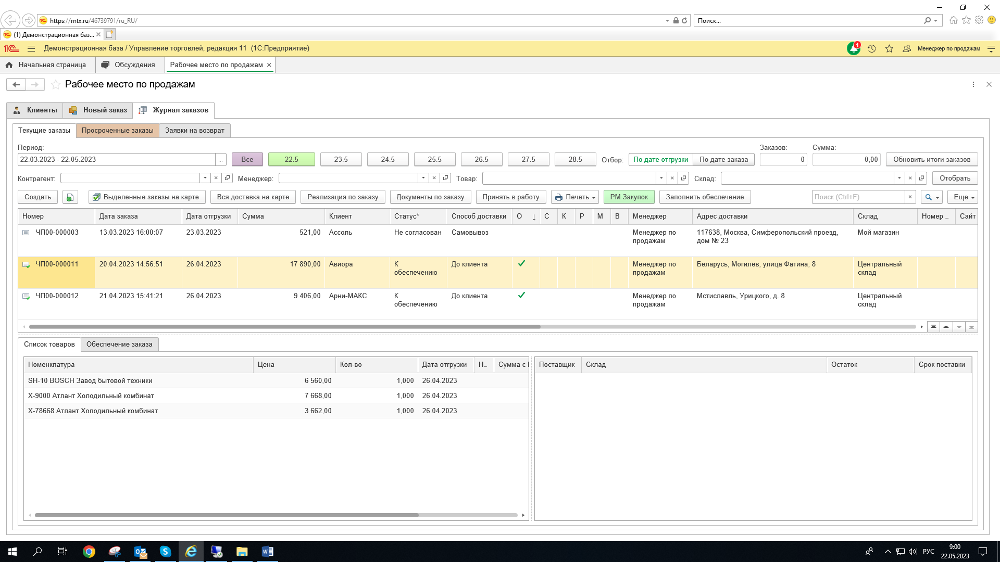 https://rntx.ru/46739791/ru_RU/
Поиск...
(1) Демонстрационная баз...
Демонстрационная база / Управление торговлей, редакция 11 (1С:Предприятие)
1
Менеджер по продажам
Начальная страница
Обсуждения
Рабочее место по продажам
Рабочее место по продажам
Клиенты
Новый заказ
Журнал заказов
Текущие заказы
Просроченные заказы
Заявки на возврат
Период:
Заказов:
Сумма:
22.03.2023 - 22.05.2023
...
Все
22.5
23.5
24.5
25.5
26.5
27.5
28.5
Отбор:
По дате отгрузки
По дате заказа
0
0,00
Обновить итоги заказов
Контрагент:
Менеджер:
Товар:
Склад:
Отобрать
Создать
Выделенные заказы на карте
Вся доставка на карте
Реализация по заказу
Документы по заказу
Принять в работу
Печать
РМ Закупок
Заполнить обеспечение
Поиск (Ctrl+F)
Еще
Номер Дата заказа Дата отгрузки Сумма Клиент Статус* Способ доставки О ↓ С К Р М В Менеджер Адрес доставки Склад Номер ... Сайт
ЧП00-000003 13.03.2023 16:00:07 23.03.2023 521,00 Ассоль Не согласован Самовывоз Менеджер по 117638, Москва, Симферопольский проезд, Мой магазин
продажам дом № 23
ЧП00-000011 20.04.2023 14:56:51 26.04.2023 17 890,00 Авиора К До клиента Менеджер по Беларусь, Могилёв, улица Фатина, 8 Центральный
обеспечению продажам склад
ЧП00-000012 21.04.2023 15:41:21 26.04.2023 9 406,00 Арни-МАКС К До клиента Менеджер по Мстиславль, Урицкого, д. 8 Центральный
обеспечению продажам склад
Список товаров
Обеспечение заказа
Номенклатура Цена Кол-во Дата отгрузки Н... Сумма с
SH-10 BOSCH Завод бытовой техники 6 560,00 1,000 26.04.2023
Х-9000 Атлант Холодильный комбинат 7 668,00 1,000 26.04.2023
Х-78668 Атлант Холодильный комбинат 3 662,00 1,000 26.04.2023
Поставщик Склад Остаток Срок поставки
РУС
9:00
22.05.2023